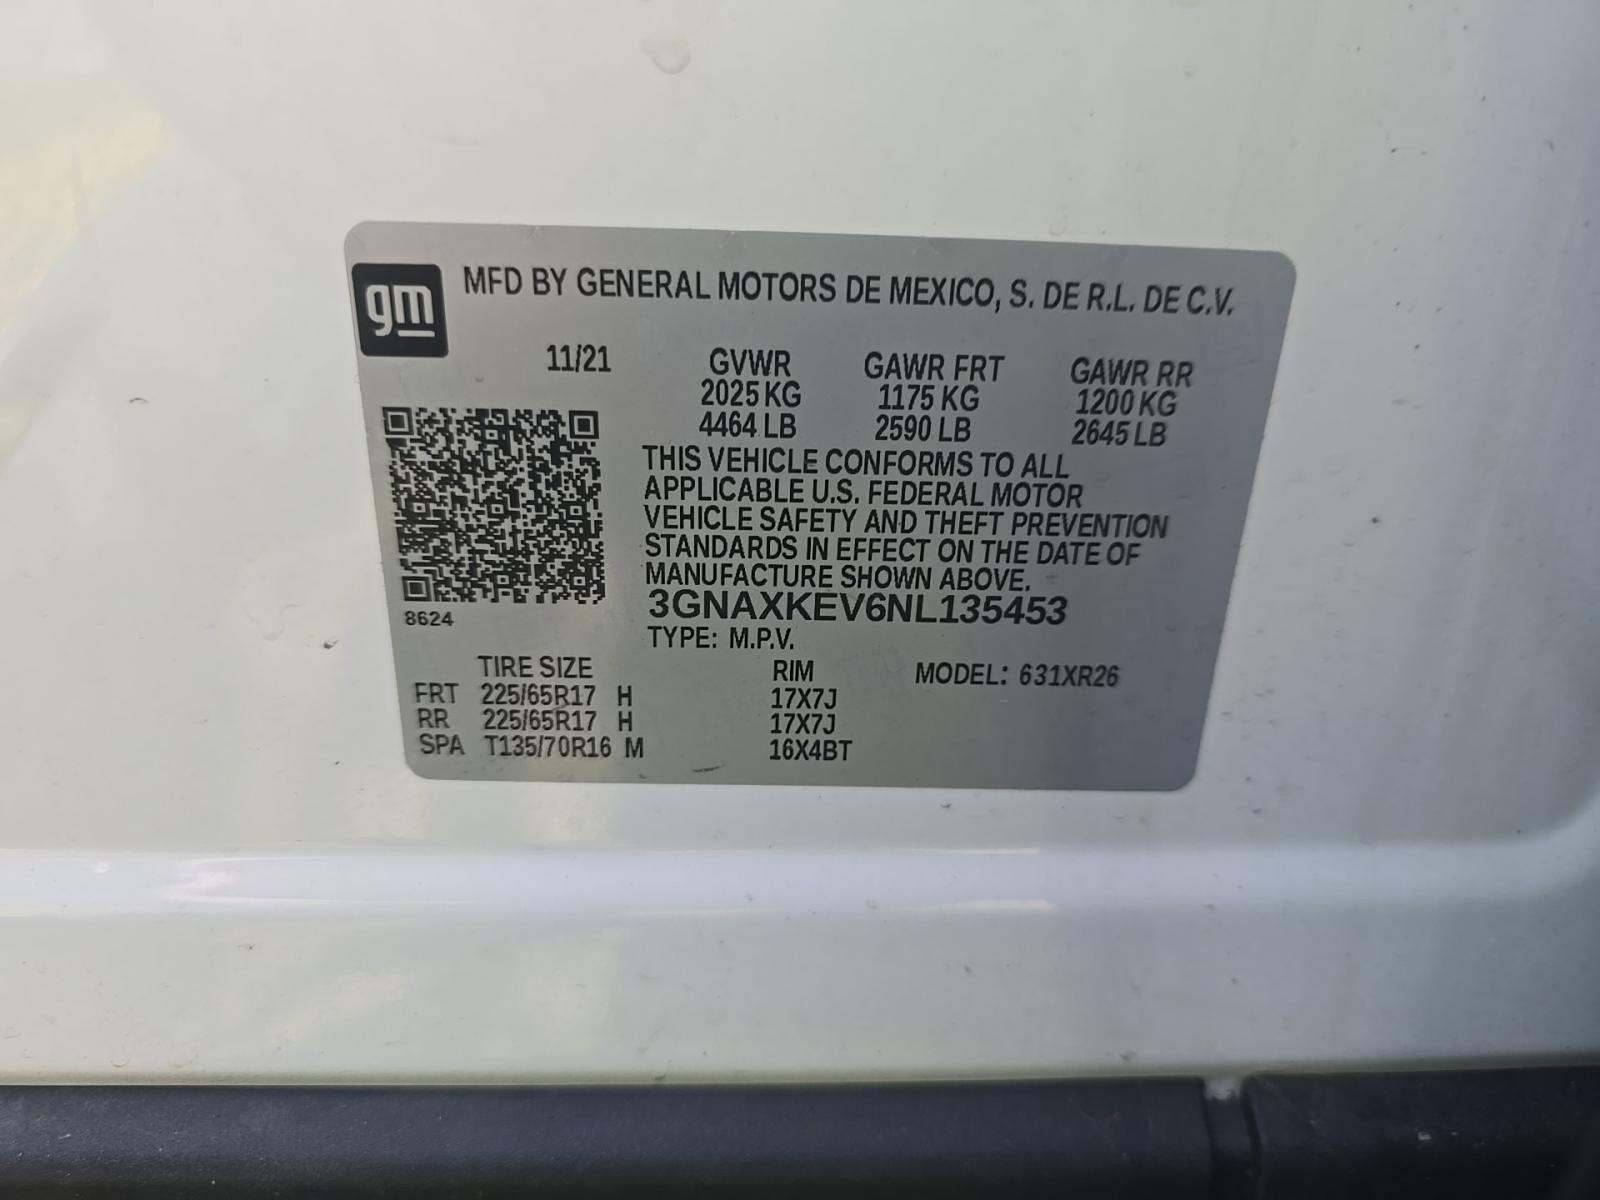 gm
MFD BY GENERAL MOTORS DE MEXICO, S. DE R.L. DE C.V.
11/21 GVWR GAWR FRT GAWR RR
2025 KG 1175 KG 1200 KG
4464 LB 2590 LB 2645 LB
THIS VEHICLE CONFORMS TO ALL
APPLICABLE U.S. FEDERAL MOTOR
VEHICLE SAFETY AND THEFT PREVENTION
STANDARDS IN EFFECT ON THE DATE OF
MANUFACTURE SHOWN ABOVE.
3GNAXKEV6NL135453
8624
TYPE: M.P.V.
TIRE SIZE RIM MODEL: 631XR26
FRT 225/65R17 H 17X7J
RR 225/65R17 H 17X7J
SPA T135/70R16 M 16X4BT